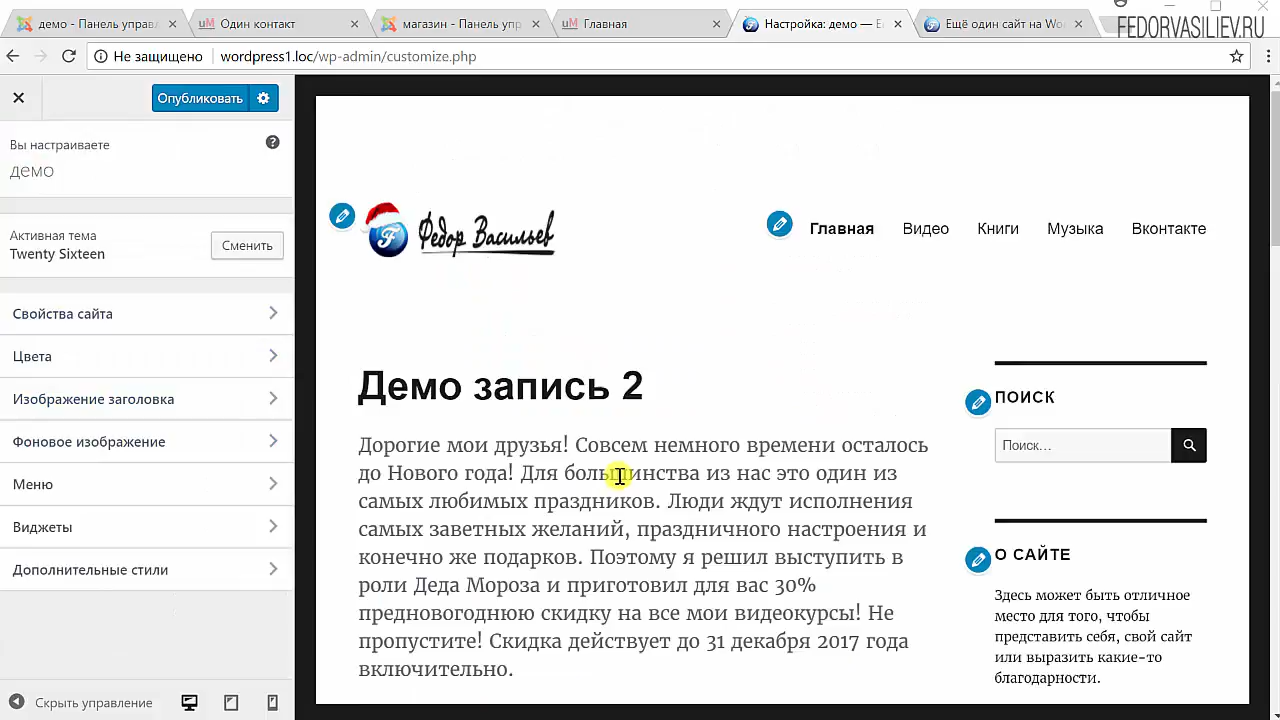 демо - Панель управл
Один контакт
магазин - Панель упр
Главная
Настройка: демо — Е
Ещё один сайт на Wo
FEDORVASILIEV.RU
Не защищено
wordpress1.loc/wp-admin/customize.php
Опубликовать
Вы настраиваете
демо
Активная тема
Twenty Sixteen
Сменить
Свойства сайта
Цвета
Изображение заголовка
Фоновое изображение
Меню
Виджеты
Дополнительные стили
Скрыть управление
Федор Васильев
Главная
Видео
Книги
Музыка
Вконтакте
Демо запись 2
Дорогие мои друзья! Совсем немного времени осталось
до Нового года! Для большинства из нас это один из
самых любимых праздников. Люди ждут исполнения
самых заветных желаний, праздничного настроения и
конечно же подарков. Поэтому я решил выступить в
роли Деда Мороза и приготовил для вас 30%
предновогоднюю скидку на все мои видеокурсы! Не
пропустите! Скидка действует до 31 декабря 2017 года
включительно.
ПОИСК
Поиск…
О САЙТЕ
Здесь может быть отличное
место для того, чтобы
представить себя, свой сайт
или выразить какие-то
благодарности.